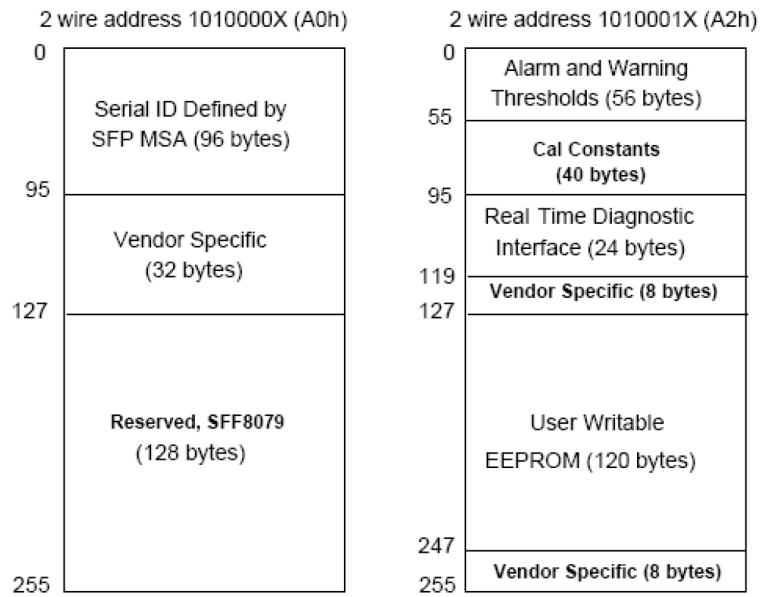 2 wire address 1010000X (A0h)
0
Serial ID Defined by
SFP MSA (96 bytes)
95
Vendor Specific
(32 bytes)
127
Reserved, SFF8079
(128 bytes)
255
2 wire address 1010001X (A2h)
0
Alarm and Warning
Thresholds (56 bytes)
55
Cal Constants
(40 bytes)
95
Real Time Diagnostic
Interface (24 bytes)
119
Vendor Specific (8 bytes)
127
User Writable
EEPROM (120 bytes)
247
Vendor Specific (8 bytes)
255